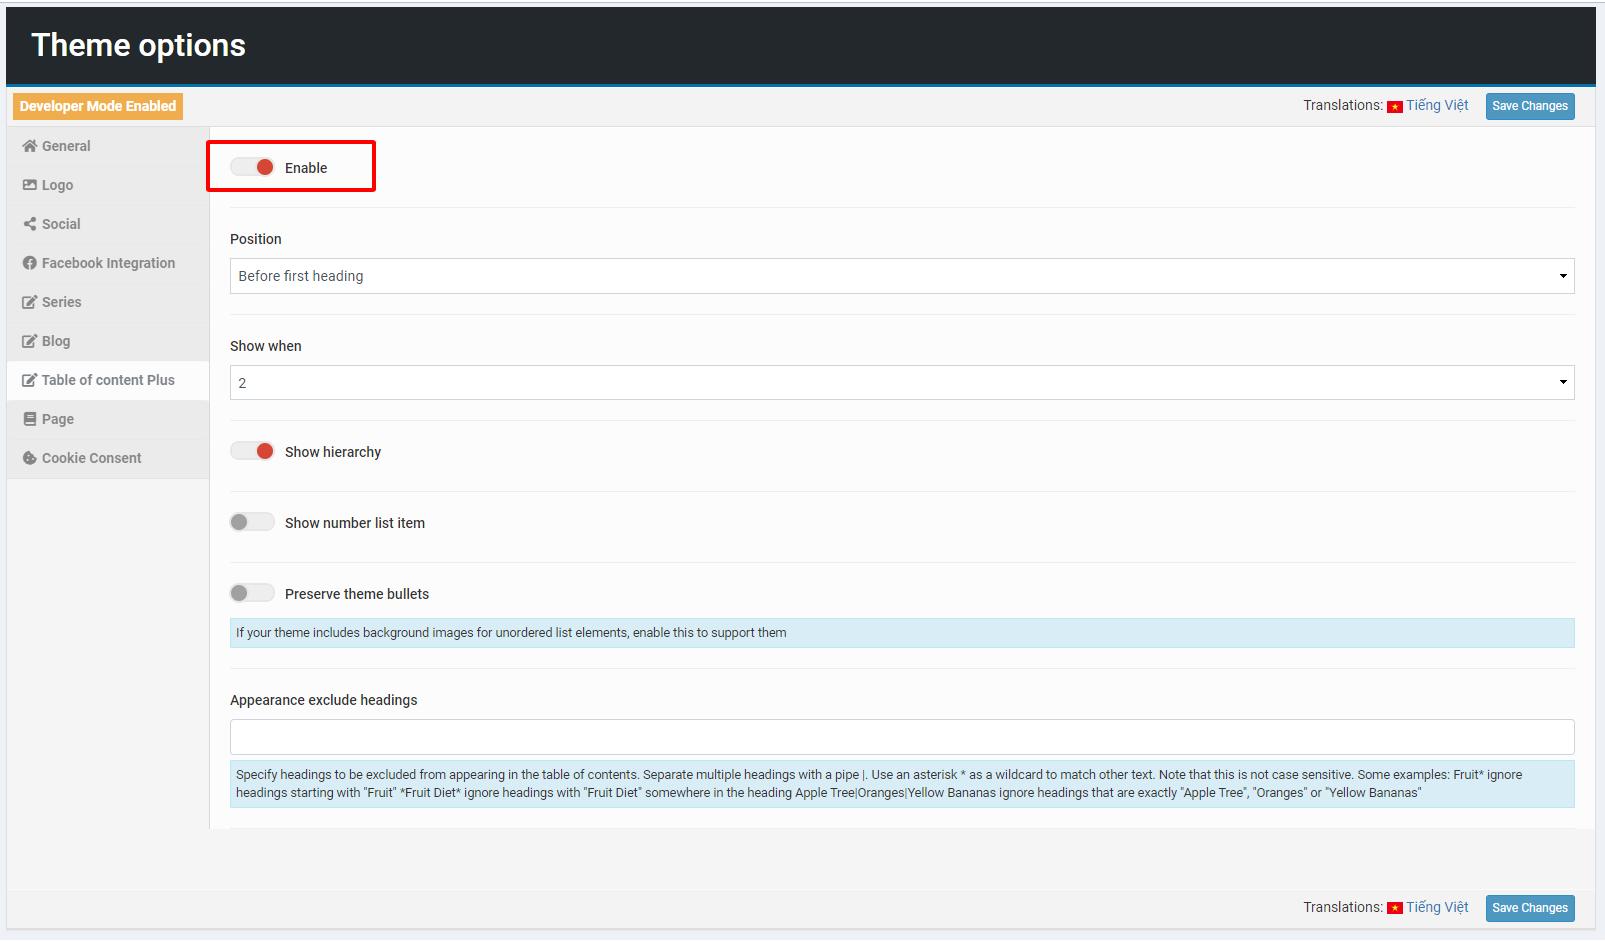 Theme options
Developer Mode Enabled
Translations: Tiếng Việt
Save Changes
General
Logo
Social
Facebook Integration
Series
Blog
Table of content Plus
Page
Cookie Consent
Enable
Position
Before first heading
Show when
2
Show hierarchy
Show number list item
Preserve theme bullets
If your theme includes background images for unordered list elements, enable this to support them
Appearance exclude headings
Specify headings to be excluded from appearing in the table of contents. Separate multiple headings with a pipe |. Use an asterisk * as a wildcard to match other text. Note that this is not case sensitive. Some examples: Fruit* ignore
headings starting with "Fruit" *Fruit Diet* ignore headings with "Fruit Diet" somewhere in the heading Apple Tree|Oranges|Yellow Bananas ignore headings that are exactly "Apple Tree", "Oranges" or "Yellow Bananas"
Translations: Tiếng Việt
Save Changes